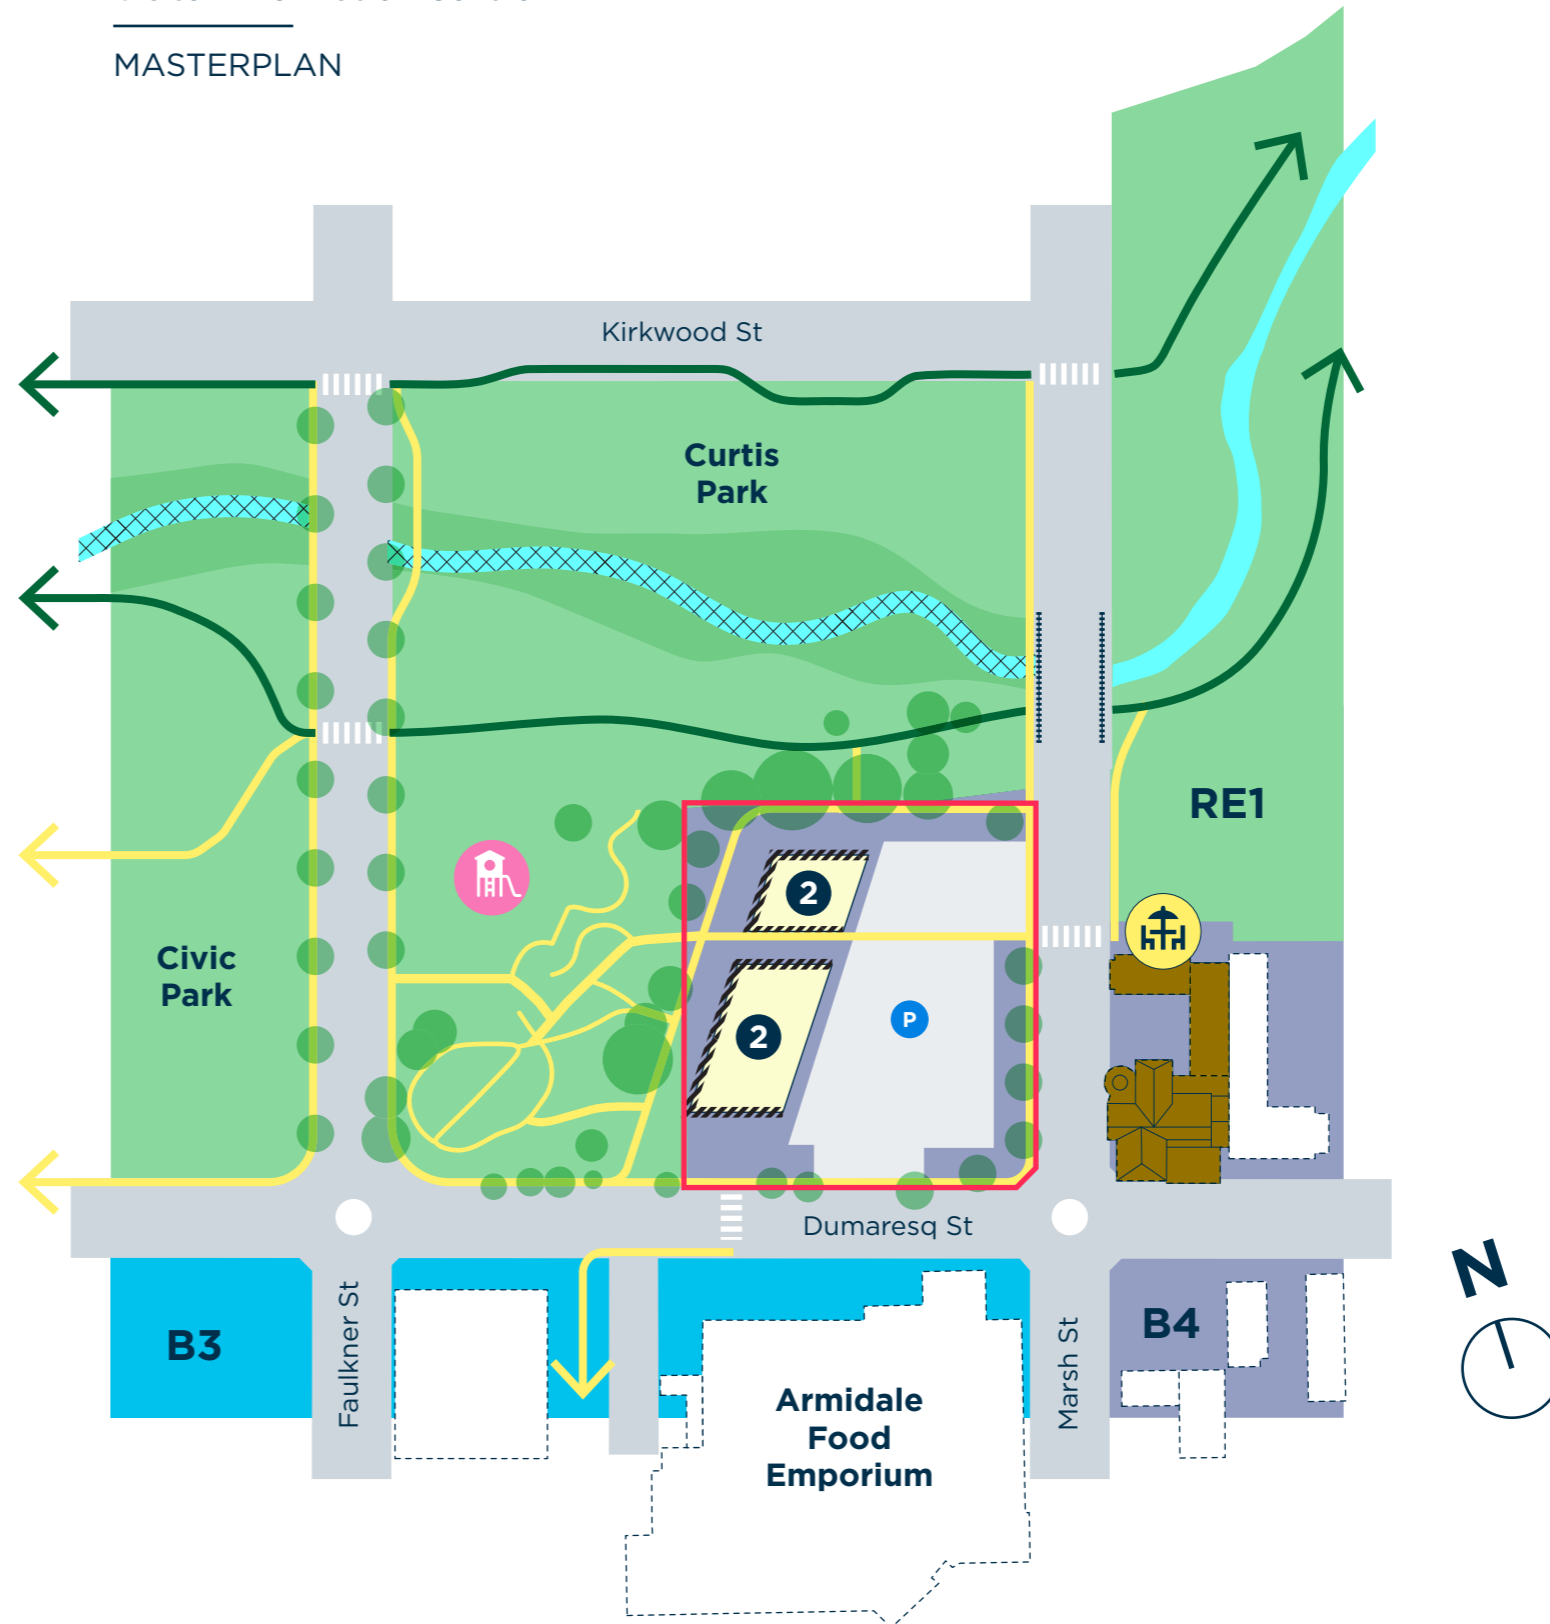 MASTERPLAN
Kirkwood St
Curtis
Park
RE1
2
Civic
Park
2
P
Dumaresq St
Faulkner St
Marsh St
B3
B4
N
Armidale
Food
Emporium